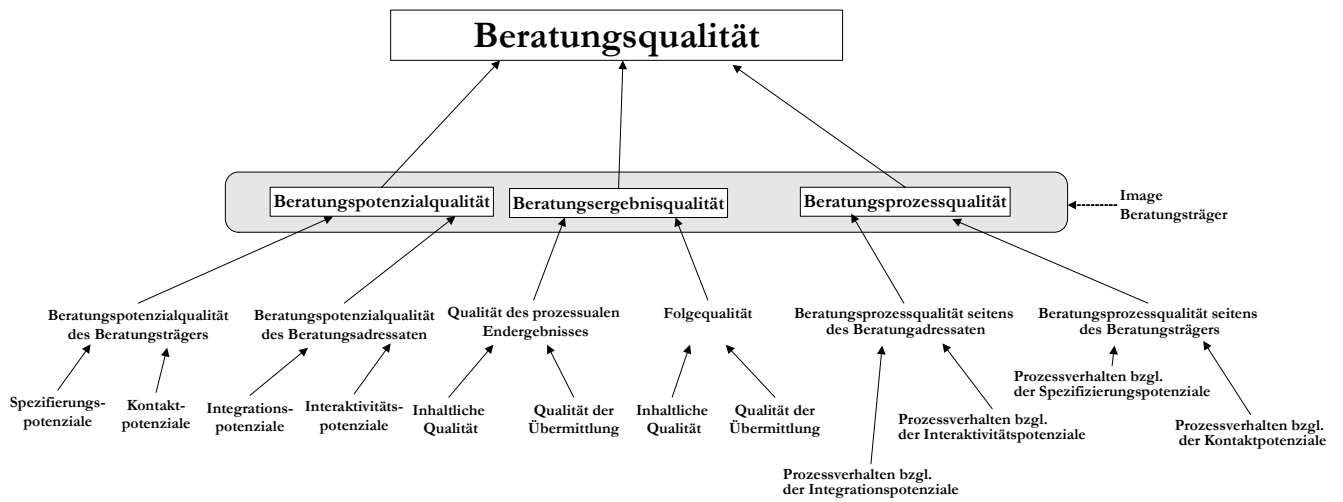 Beratungsqualität
Beratungspotenzialqualität
Beratungsergebnisqualität
Beratungsprozessqualität
Image
Beratungsträger
Beratungspotenzialqualität
des Beratungsträgers
Beratungspotenzialqualität
des Beratungsadressaten
Qualität des prozessualen
Endergebnisses
Folgequalität
Beratungsprozessqualität seitens
des Beratungadressaten
Beratungsprozessqualität seitens
des Beratungsträgers
Spezifierungs-
potenziale
Kontakt-
potenziale
Integrations-
potenziale
Interaktivitäts-
potenziale
Inhaltliche
Qualität
Qualität der
Übermittlung
Inhaltliche
Qualität
Qualität der
Übermittlung
Prozessverhalten bzgl.
der Integrationspotenziale
Prozessverhalten bzgl.
der Interaktivitätspotenziale
Prozessverhalten bzgl.
der Spezifizierungspotenziale
Prozessverhalten bzgl.
der Kontaktpotenziale